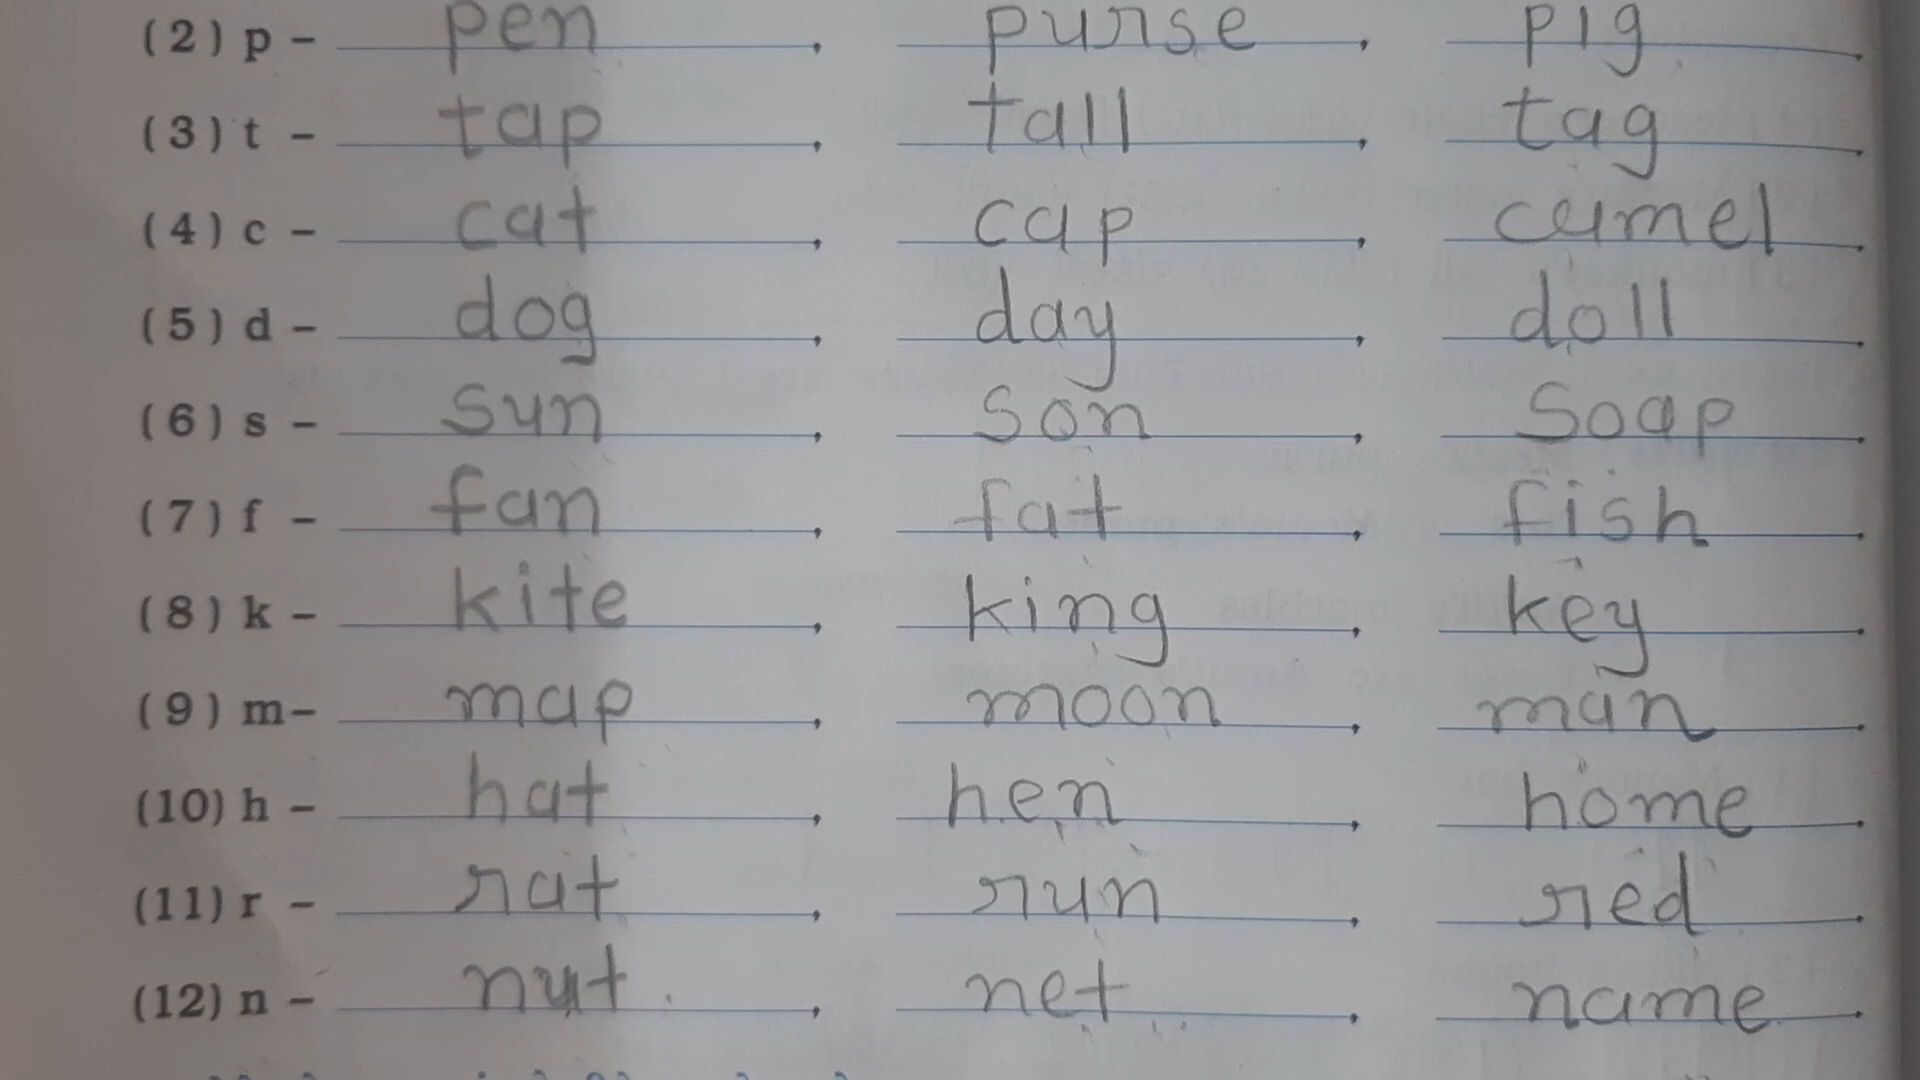 (2) p - pen, purse, pig.
(3) t - tap, tall, tag.
(4) c - cat, cap, camel.
(5) d - dog, day, doll.
(6) s - sun, son, Soap.
(7) f - fan, fat, fish.
(8) k - kite, king, key.
(9) m- map, moon, man.
(10) h - hat, hen, home.
(11) r - rat, run, red.
(12) n - nut, net, name.